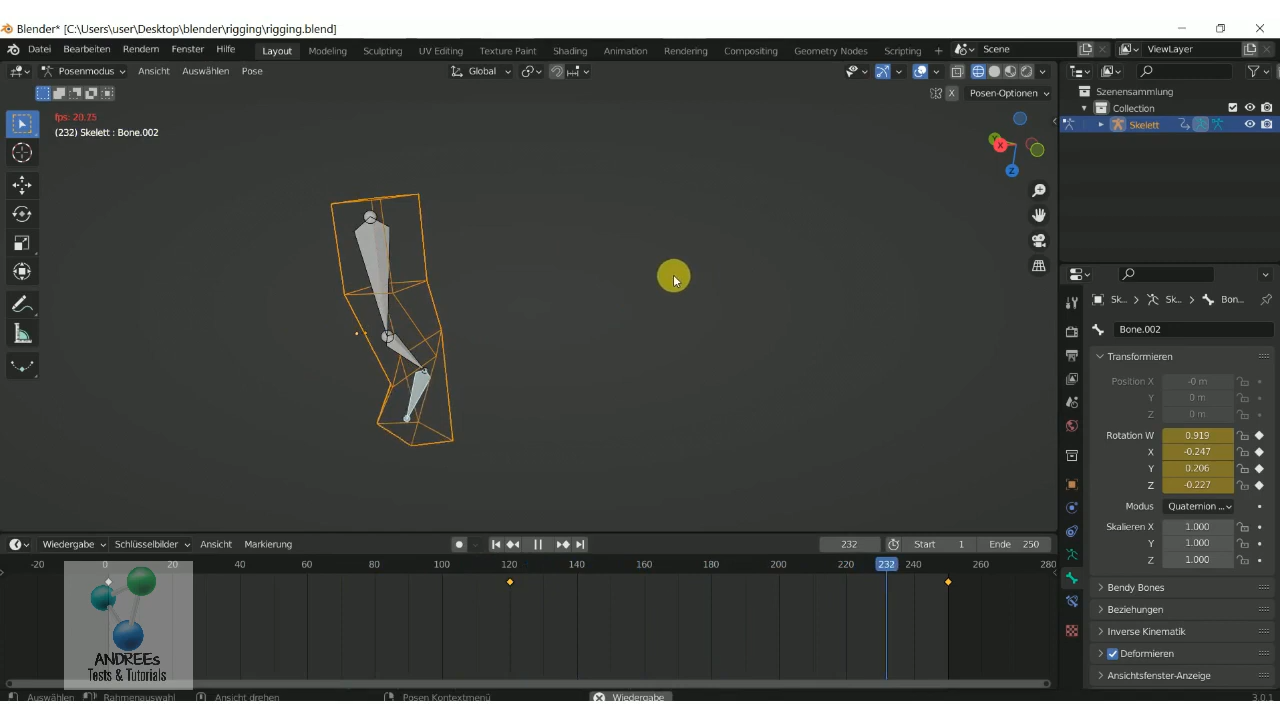 Blender* [C:\Users\user\Desktop\blender\rigging\rigging.blend]
Datei Bearbeiten Rendern Fenster Hilfe Layout Modeling Sculpting UV Editing Texture Paint Shading Animation Rendering Compositing Geometry Nodes Scripting + Scene ViewLayer
Posenmodus Ansicht Auswählen Pose Global
X Posen-Optionen
Szenensammlung
Collection
Skelett
fps: 20.75
(232) Skelett : Bone.002
Y X Z
Sk... > Sk... > Bon...
Bone.002
Transformieren
Position X -0 m
Y 0 m
Z 0 m
Rotation W 0.919
X -0.247
Y 0.206
Z -0.227
Modus Quaternion ...
Skalieren X 1.000
Y 1.000
Z 1.000
Bendy Bones
Beziehungen
Inverse Kinematik
Deformieren
Ansichtsfenster-Anzeige
Wiedergabe Schlüsselbilder Ansicht Markierung 232 Start 1 Ende 250
-20 0 20 40 60 80 100 120 140 160 180 200 220 232 240 260 280
ANDREEs
Tests & Tutorials
Auswählen Rahmenauswahl Ansicht drehen Posen Kontextmenü Wiedergabe 3.0.1